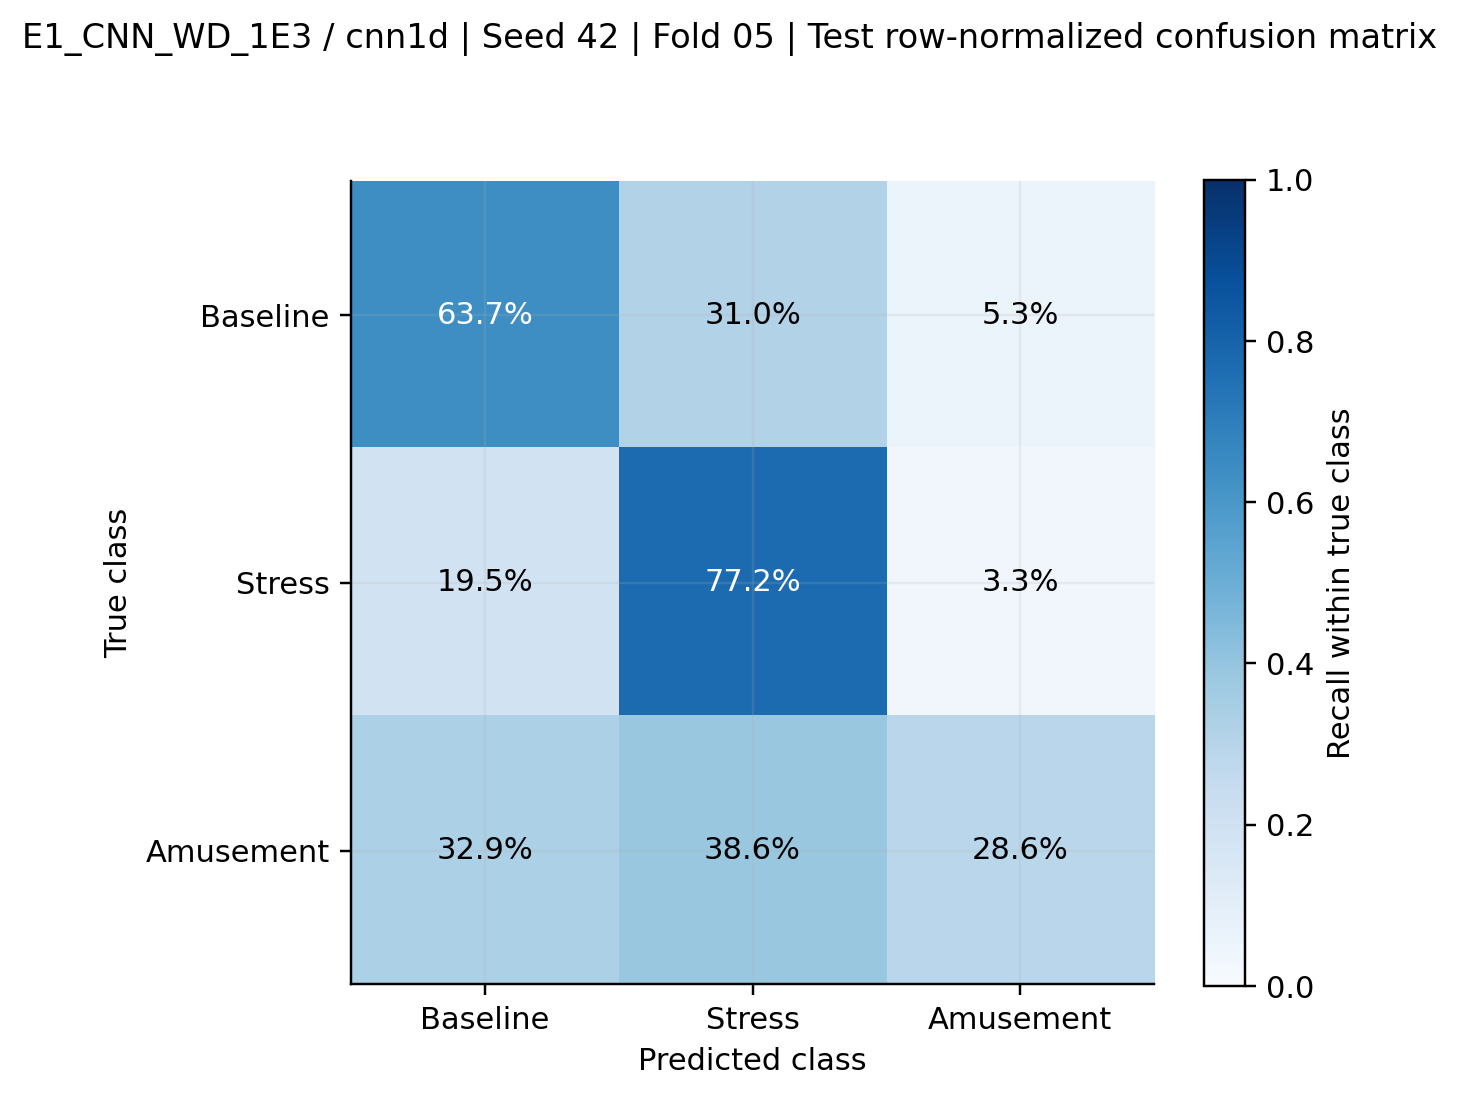 E1_CNN_WD_1E3 / cnn1d | Seed 42 | Fold 05 | Test row-normalized confusion matrix
Baseline 63.7% 31.0% 5.3%
Stress 19.5% 77.2% 3.3%
Amusement 32.9% 38.6% 28.6%
Baseline Stress Amusement
Predicted class
True class
1.0
0.8
0.6
0.4
0.2
0.0
Recall within true class